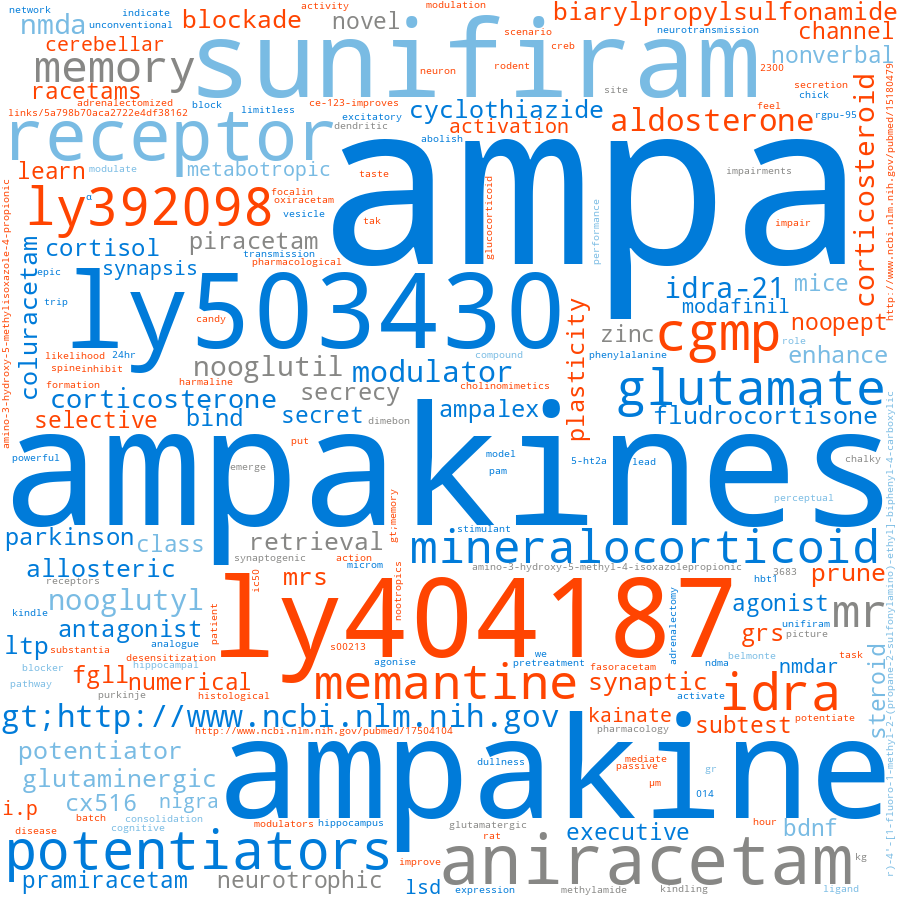 network
indicate
activity
modulation
biarylpropylsulfonamide
unconventional
blockade
novel
scenario
creb
neurotransmission
nmda
channel
cerebellar
sunifiram
nonverbal
memory
neuron
rodent
2300
racetams
site
secretion
adrenalectomized
block
limitless
ce-123-improves
cyclothiazide
chick
links/5a798b70aca2722e4df38162
excitatory
feel
rgpu-95
receptor
dendritic
activation
aldosterone
abolish
corticosteroid
http://www.ncbi.nlm.nih.gov/pubmed/15180479
learn
modulate
metabotropic
ampa
impairments
α
ly392098
focalin
oxiracetam
taste
glucocorticoid
vesicle
tak
impair
performance
cortisol
piracetam
transmission
pharmacological
synapsis
epic
coluracetam
amino-3-hydroxy-5-methylisoxazole-4-propionic
ly503430
idra-21
mice
trip
modafinil
candy
plasticity
zinc
cgmp
noopept
role
likelihood
24hr
compound
phenylalanine
enhance
spine
inhibit
nooglutil
modulator
formation
harmaline
cholinomimetics
glutamate
corticosterone
secrecy
selective
bind
secret
ampalex
fludrocortisone
dimebon
powerful
put
model
pam
5-ht2a
lead
chalky
emerge
ampakines
gt;memory
perceptual
stimulant
parkinson
class
retrieval
mineralocorticoid
allosteric
synaptogenic
action
microm
amino-3-hydroxy-5-methyl-4-isoxazolepropionic
receptors
mrs
ic50
3683
hbt1
prune
nooglutyl
ly404187
nootropics
agonist
mr
kindle
patient
unifiram
antagonist
grs
picture
ltp
analogue
s00213
we
adrenalectomy
substantia
desensitization
agonise
pretreatment
belmonte
task
blocker
hippocampal
fasoracetam
ndma
nmdar
steroid
fgll
numerical
memantine
synaptic
pathway
purkinje
histological
activate
idra
gt;http://www.ncbi.nlm.nih.gov
kainate
potentiate
subtest
http://www.ncbi.nlm.nih.gov/pubmed/17504104
pharmacology
potentiator
ampakine
dullness
mediate
passive
gr
glutaminergic
µm
014
cx516
nigra
i.p
batch
consolidation
disease
cognitive
modulators
hippocampus
glutamatergic
rat
executive
hour
bdnf
potentiators
improve
aniracetam
kg
pramiracetam
neurotrophic
lsd
expression
methylamide
kindling
ligand
r)-4'-[1-fluoro-1-methyl-2-(propane-2-sulfonylamino)-ethyl]-biphenyl-4-carboxylic